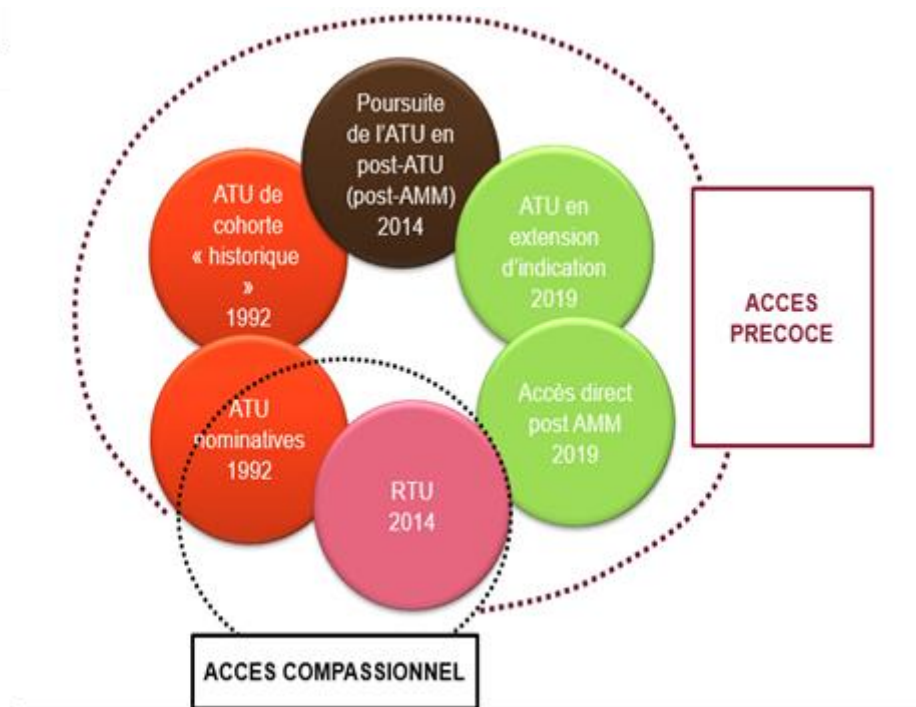 Poursuite
de l'ATU en
post-ATU
(post-AMM)
2014
ATU de
cohorte
« historique
»
1992
ATU en
extension
d'indication
2019
ACCES
PRECOCE
ATU
nominatives
1992
Accès direct
post AMM
2019
RTU
2014
ACCES COMPASSIONNEL